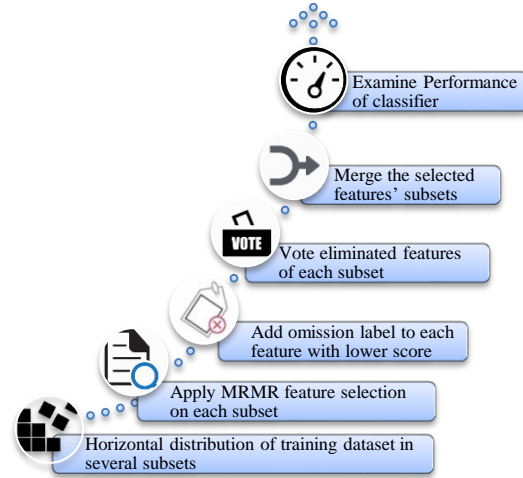 Examine Performance
of classifier
Merge the selected
features' subsets
VOTE
Vote eliminated features
of each subset
Add omission label to each
feature with lower score
Apply MRMR feature selection
on each subset
Horizontal distribution of training dataset in
several subsets